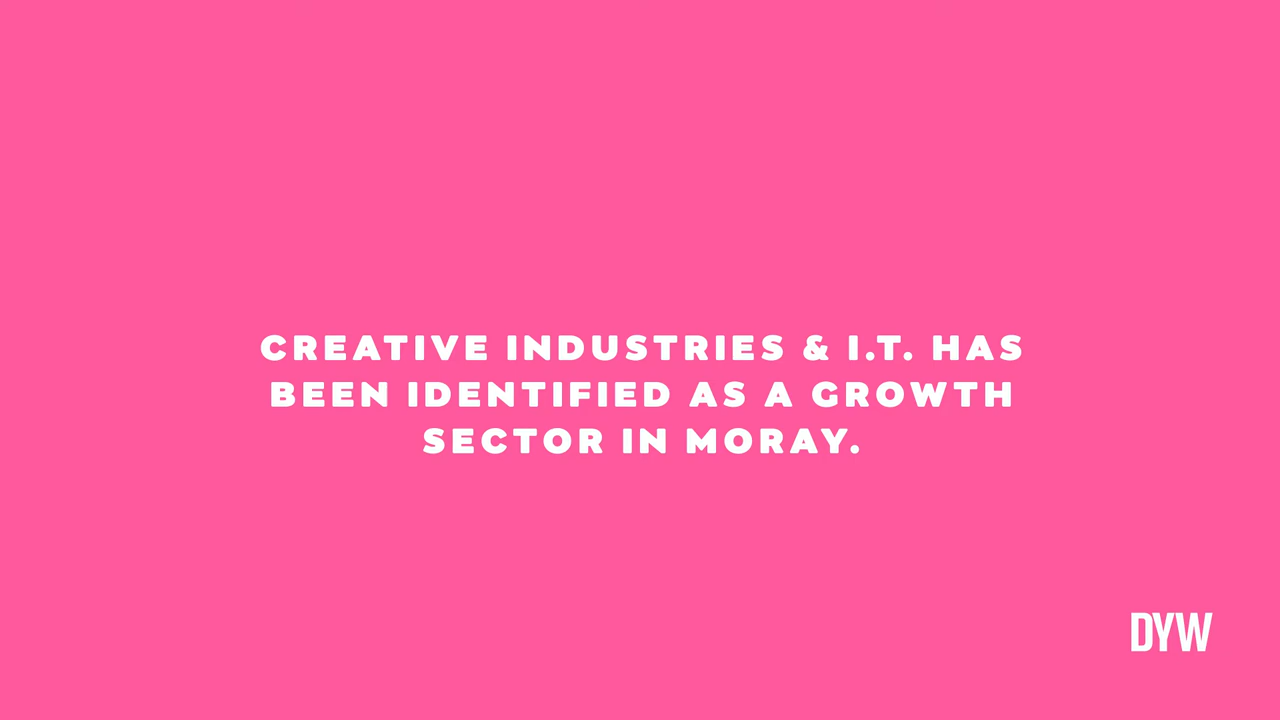 CREATIVE INDUSTRIES & I.T. HAS
BEEN IDENTIFIED AS A GROWTH
SECTOR IN MORAY.
DYW